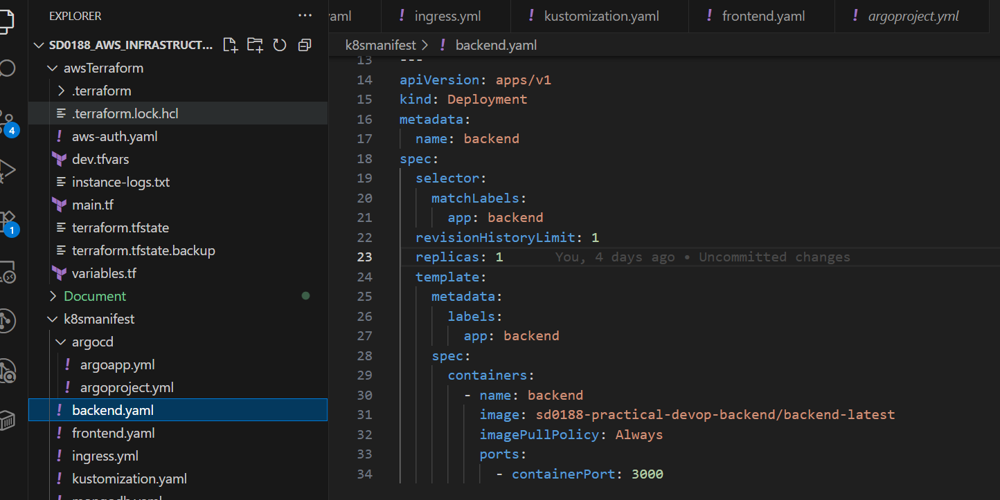 EXPLORER ...
SD0188_AWS_INFRASTRUCT...
awsTerraform
.terraform
.terraform.lock.hcl
4
aws-auth.yaml
dev.tfvars
instance-logs.txt
main.tf
1
terraform.tfstate
terraform.tfstate.backup
variables.tf
Document
k8smanifest
argocd
! argoapp.yml
! argoproject.yml
! backend.yaml
! frontend.yaml
! ingress.yml
! kustomization.yaml
yaml ! ingress.yml ! kustomization.yaml ! frontend.yaml ! argoproject.yml
k8smanifest > ! backend.yaml
13 ---
14 apiVersion: apps/v1
15 kind: Deployment
16 metadata:
17 name: backend
18 spec:
19 selector:
20 matchLabels:
21 app: backend
22 revisionHistoryLimit: 1
23 replicas: 1 You, 4 days ago • Uncommitted changes
24 template:
25 metadata:
26 labels:
27 app: backend
28 spec:
29 containers:
30 - name: backend
31 image: sd0188-practical-devop-backend/backend-latest
32 imagePullPolicy: Always
33 ports:
34 - containerPort: 3000